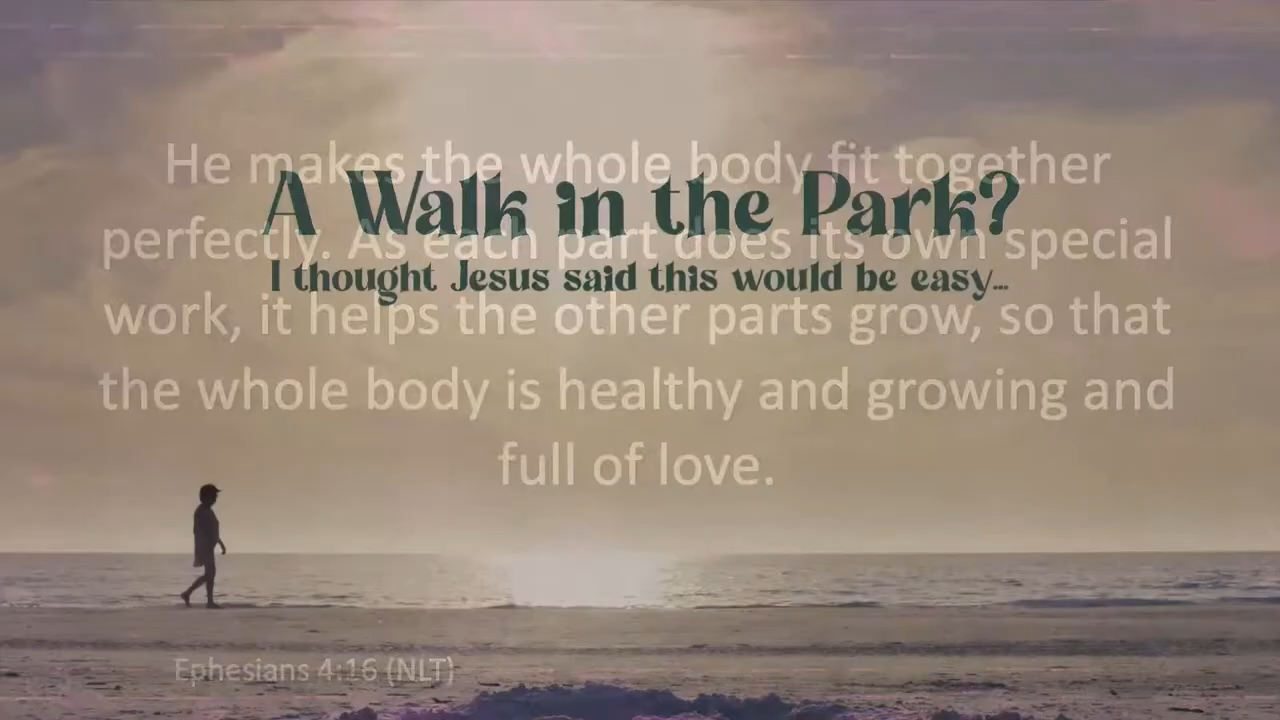 He makes the whole body fit together
A Walk in the Park?
perfectly. As each part does its own special
I thought Jesus said this would be easy...
work, it helps the other parts grow, so that
the whole body is healthy and growing and
full of love.
Ephesians 4:16 (NLT)